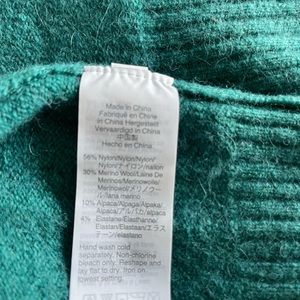 Made in China
Fabriqué en Chine
in China Hergestellt
Vervaardigd in China
中国製
Hecho en China
56% Nylon/Nylon/Nylon/
Nylon/ナイロン/nailon
30% Merino Wool/Laine De
Merinos/Merinowolle/
Merinowol/メリノウー
ル/lana merino
10% Alpaca/Alpaga/Alpaka/
Alpaca/アルパカ/alpaca
4% Elastane/Elasthanne/
Elastan/Elastaan/エラス
テーン/elastano
Hand wash cold
separately. Non-chlorine
bleach only. Reshape and
lay flat to dry. Iron on
lowest setting.